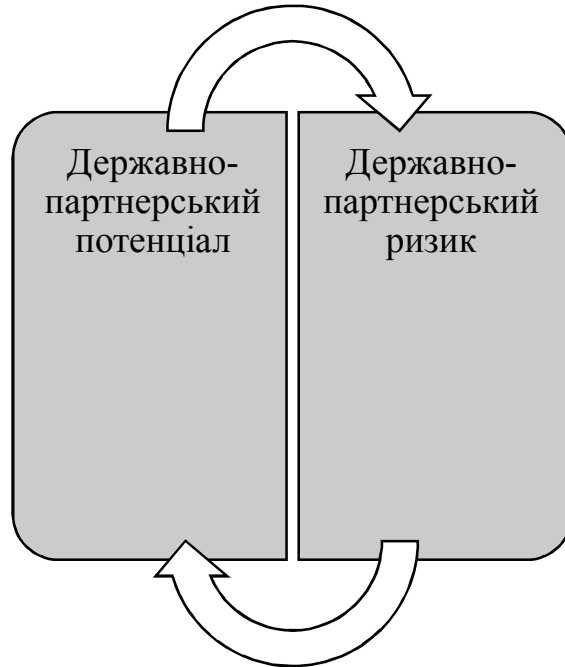 Державно-
партнерський
потенціал
Державно-
партнерський
ризик